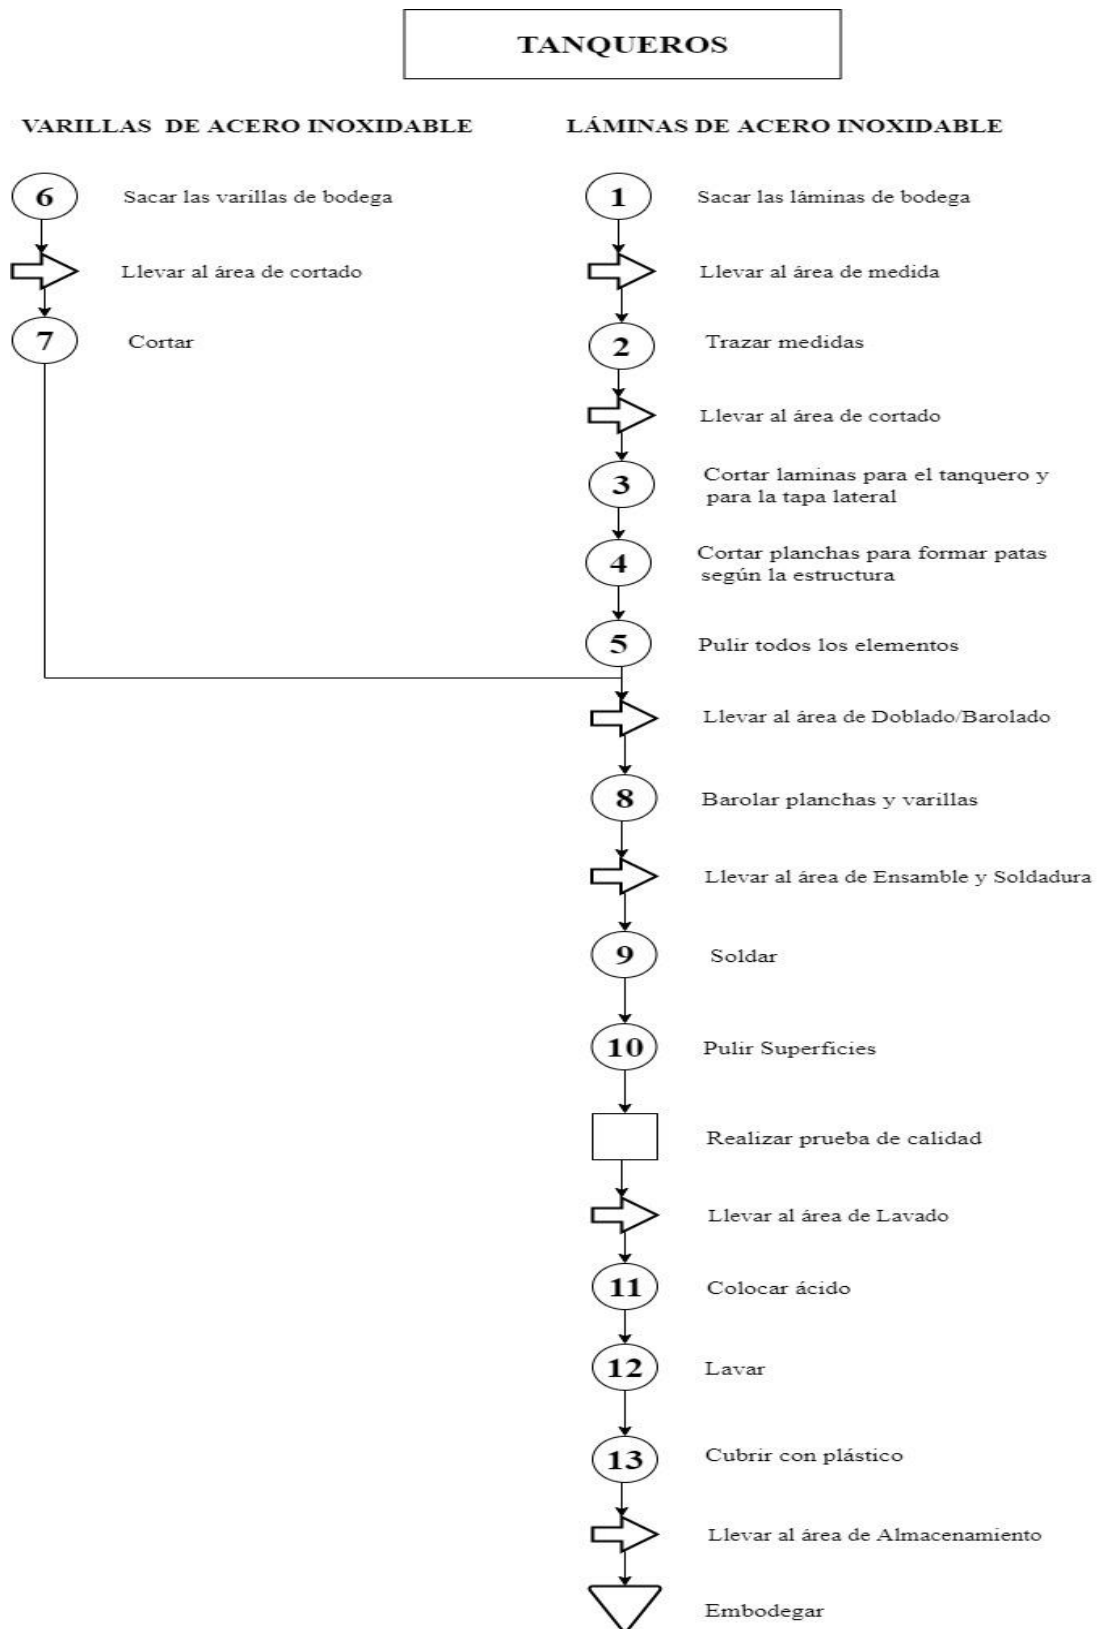 TANQUEROS
VARILLAS DE ACERO INOXIDABLE
LÁMINAS DE ACERO INOXIDABLE
6 Sacar las varillas de bodega
Llevar al área de cortado
7 Cortar
1 Sacar las láminas de bodega
Llevar al área de medida
2 Trazar medidas
Llevar al área de cortado
3 Cortar laminas para el tanquero y
para la tapa lateral
4 Cortar planchas para formar patas
según la estructura
5 Pulir todos los elementos
Llevar al área de Doblado/Barolado
8 Barolar planchas y varillas
Llevar al área de Ensamble y Soldadura
9 Soldar
10 Pulir Superficies
Realizar prueba de calidad
Llevar al área de Lavado
11 Colocar ácido
12 Lavar
13 Cubrir con plástico
Llevar al área de Almacenamiento
Embodegar